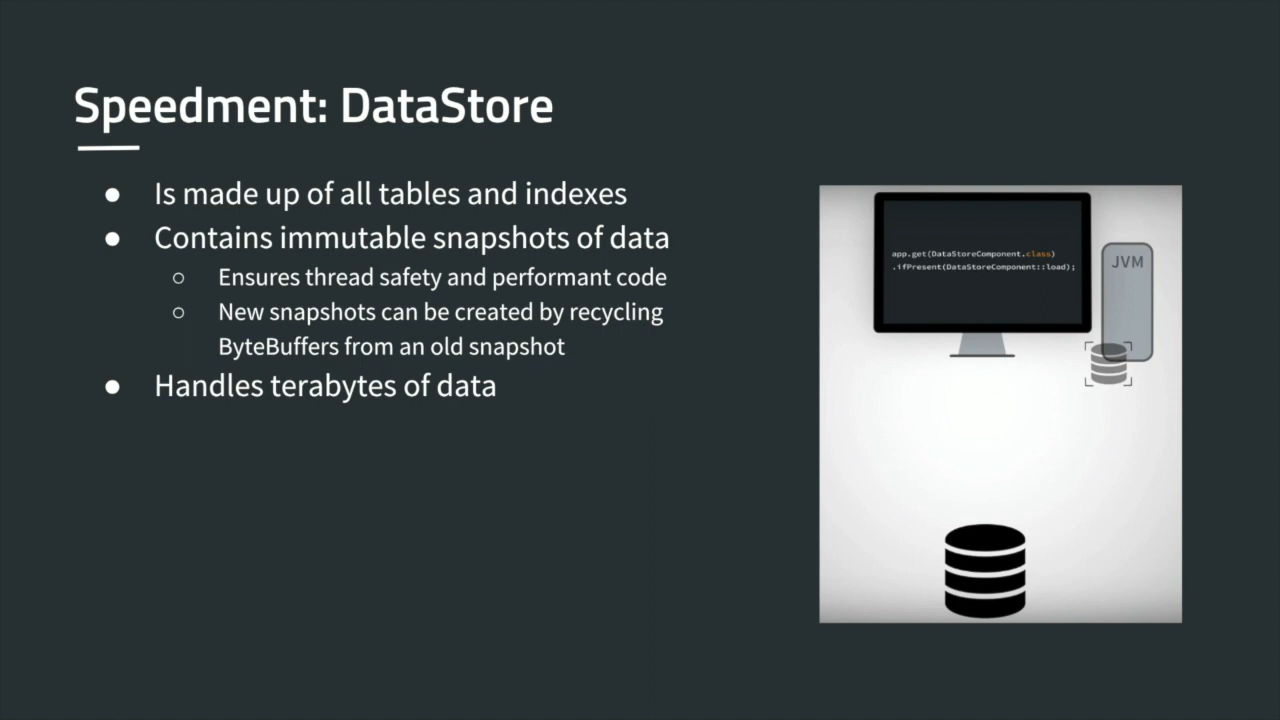 Speedment: DataStore
● Is made up of all tables and indexes
● Contains immutable snapshots of data
○ Ensures thread safety and performant code
○ New snapshots can be created by recycling
ByteBuffers from an old snapshot
● Handles terabytes of data
app.get(DataStoreComponent.class)
.ifPresent(DataStoreComponent::load);
JVM